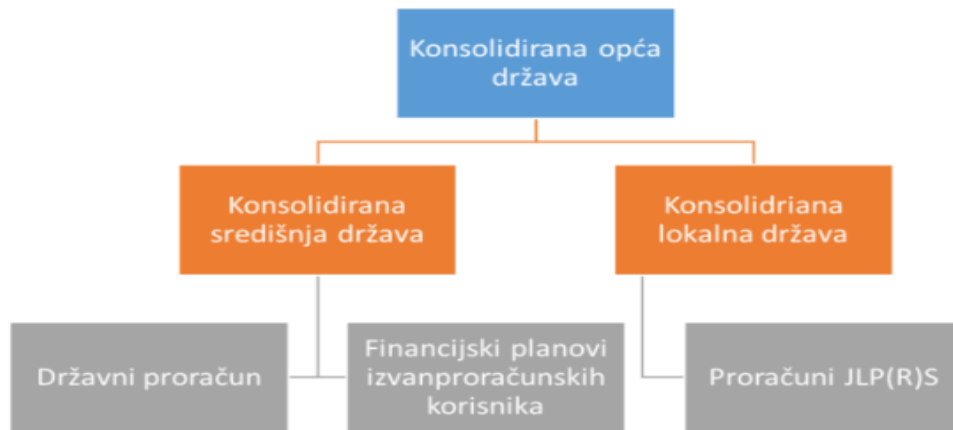 Konsolidirana opća
država
Konsolidirana
središnja država
Konsolidriana
lokalna država
Državni proračun
Financijski planovi
izvanproračunskih
korisnika
Proračuni JLP(R)S